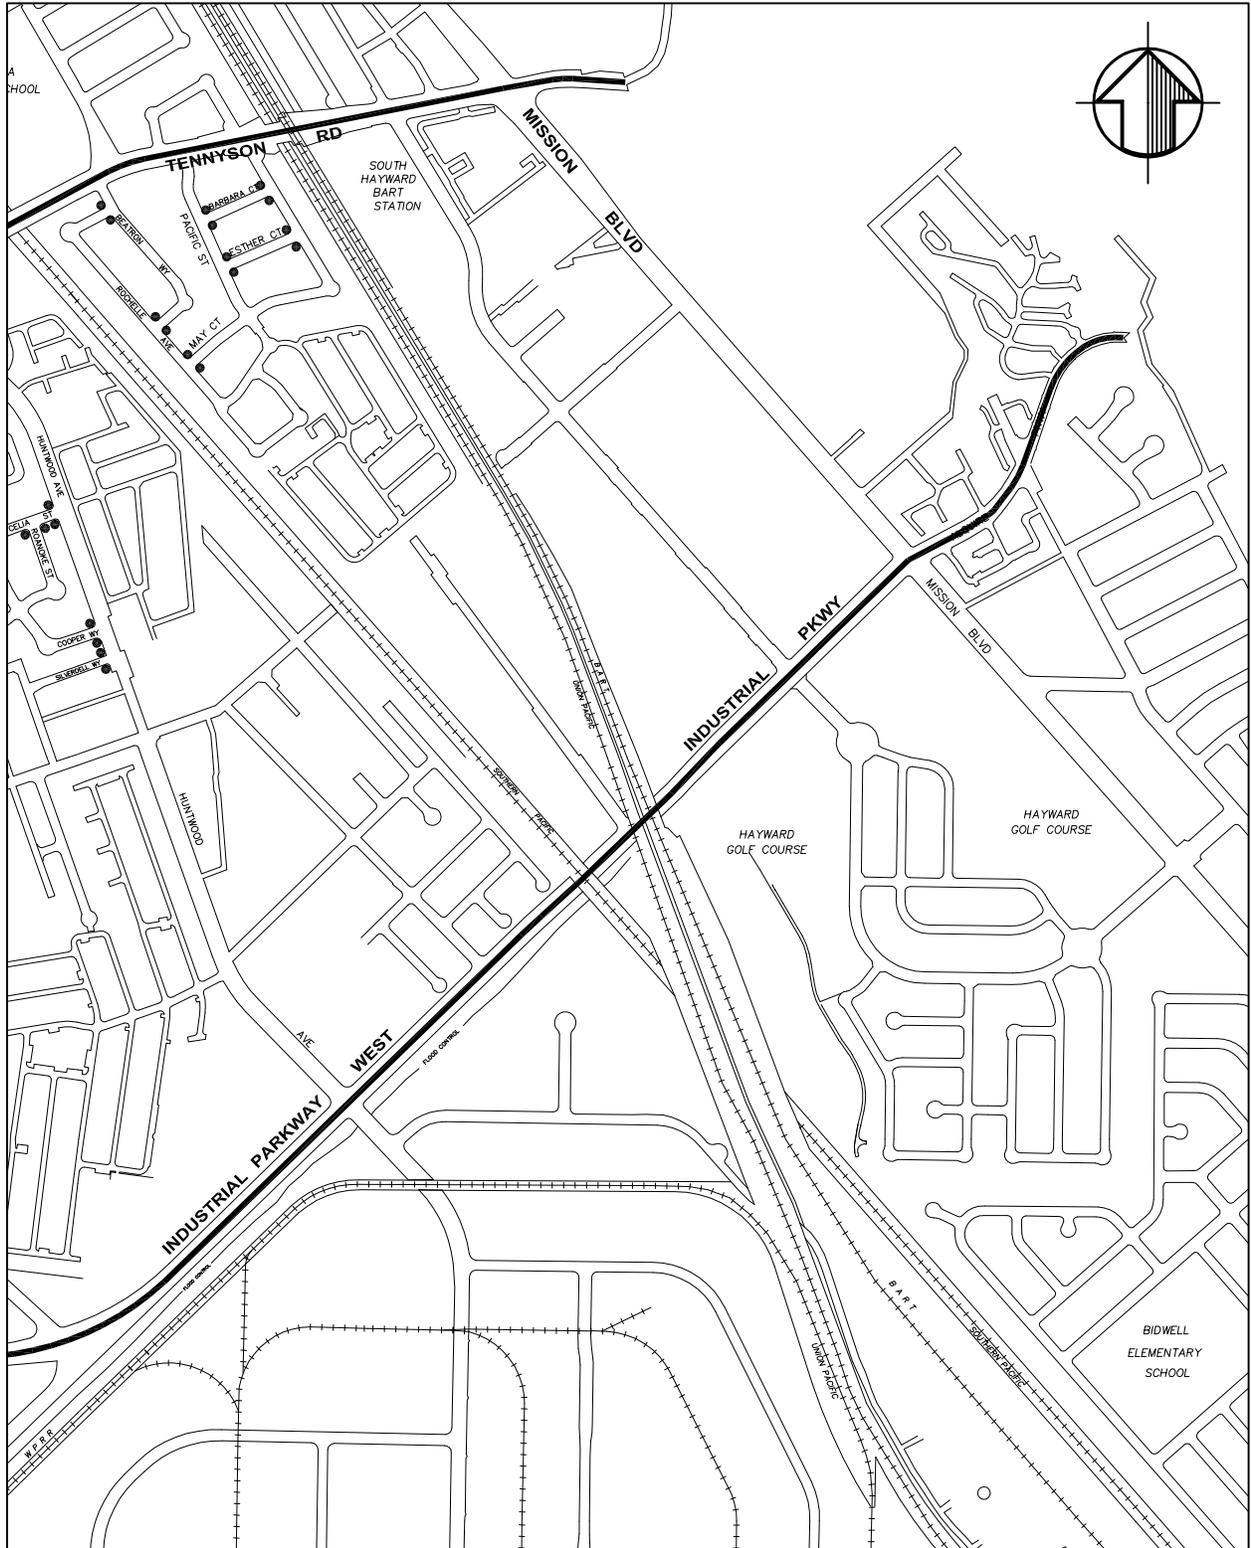 A
CHOOL
TENNYSON RD
MISSION
BLVD
SOUTH
HAYWARD
BART
STATION
BARBARA CT
ESTHER CT
PACIFIC ST
BEATRON WY
ROCHELLE AVE
MAY CT
HUNTWOOD AVE
CELIA ST
ROANOKE ST
COOPER WY
SILVERDELL WY
MISSION BLVD
INDUSTRIAL PKWY
BART
UNION PACIFIC
SOUTHERN PACIFIC
HUNTWOOD
AVE
HAYWARD
GOLF COURSE
HAYWARD
GOLF COURSE
FLOOD CONTROL
INDUSTRIAL PARKWAY WEST
FLOOD CONTROL
BART
SOUTHERN PACIFIC
UNION PACIFIC
BIDWELL
ELEMENTARY
SCHOOL
W P R R